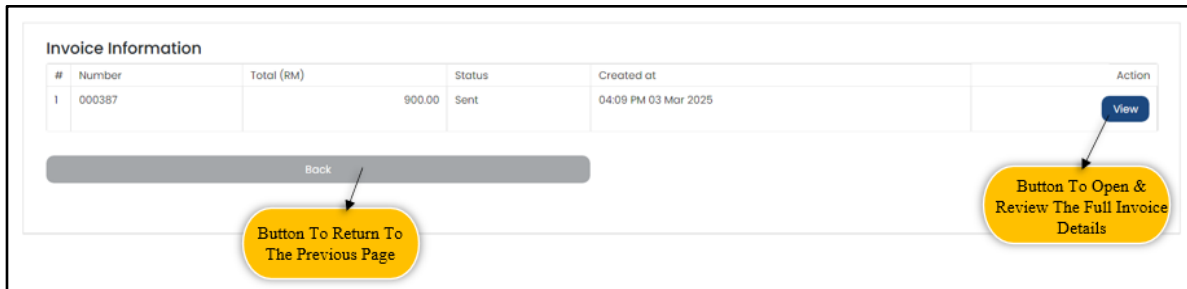 Invoice Information
# Number Total (RM) Status Created at Action
1 000387 900.00 Sent 04:09 PM 03 Mar 2025 View
Back
Button To Open &
Review The Full Invoice
Details
Button To Return To
The Previous Page